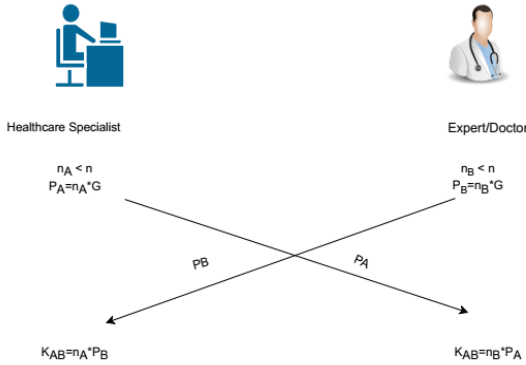 Healthcare Specialist
Expert/Doctor
nA < n
PA=nA*G
nB < n
PB=nB*G
PB
PA
KAB=nA*PB
KAB=nB*PA